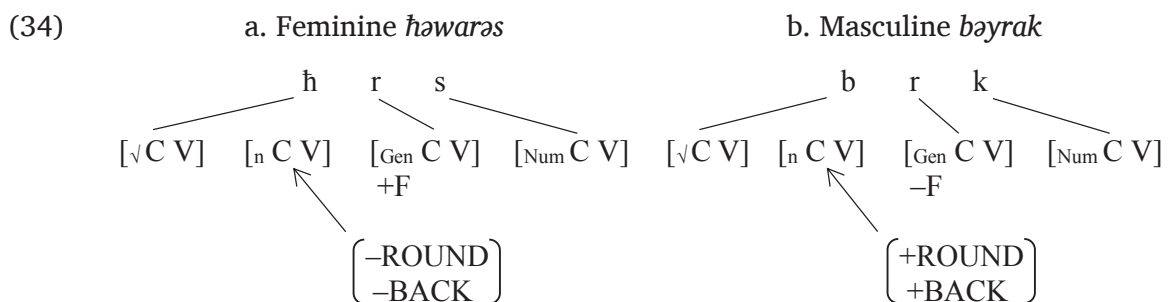 (34) a. Feminine ħəwarəs b. Masculine bəyrak
ħ r s b r k
[√ C V] [n C V] [Gen C V] [Num C V] [√ C V] [n C V] [Gen C V] [Num C V]
+F –F
–ROUND +ROUND
–BACK +BACK